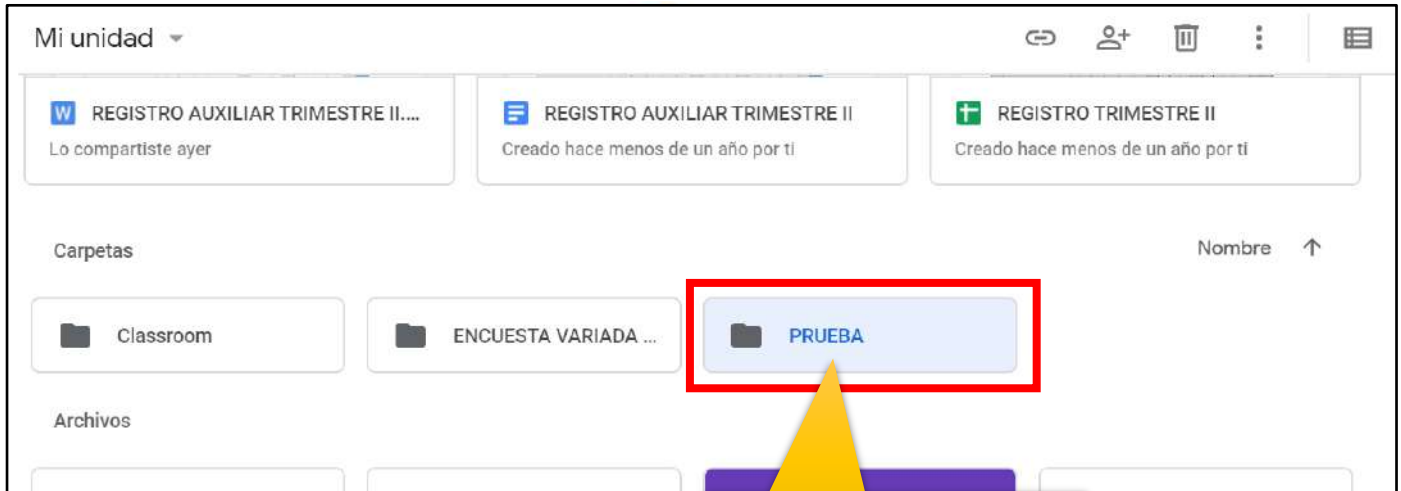 Mi unidad
W REGISTRO AUXILIAR TRIMESTRE II....
Lo compartiste ayer
REGISTRO AUXILIAR TRIMESTRE II
Creado hace menos de un año por ti
REGISTRO TRIMESTRE II
Creado hace menos de un año por ti
Carpetas
Nombre
Classroom
ENCUESTA VARIADA ...
PRUEBA
Archivos